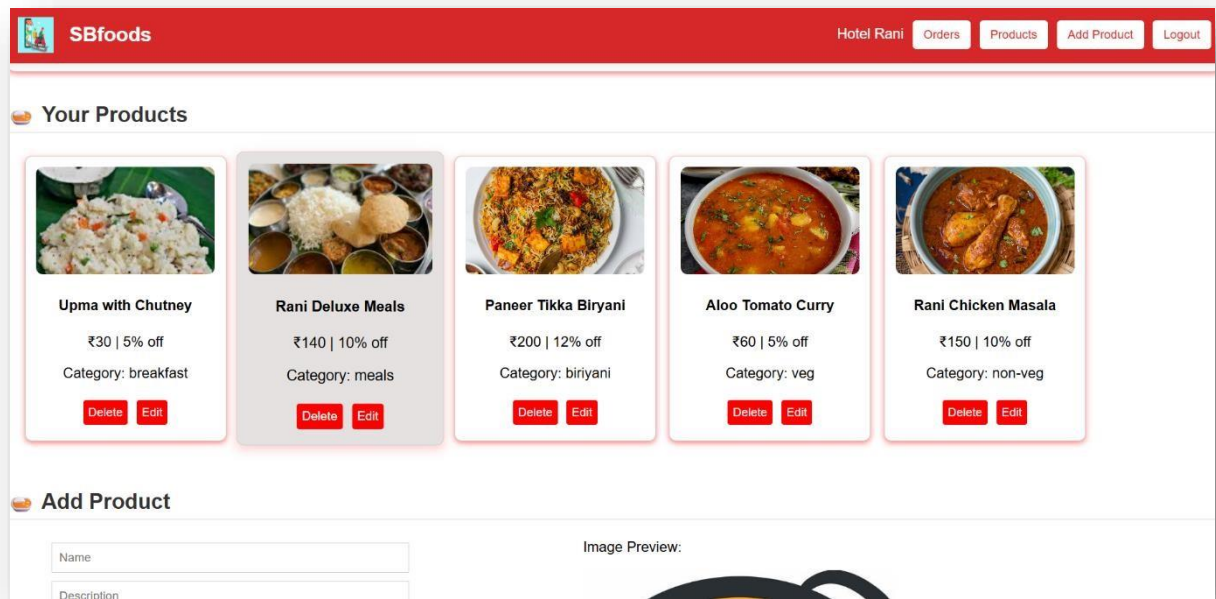 SBfoods
Hotel Rani Orders Products Add Product Logout
Your Products
Upma with Chutney
₹30 | 5% off
Category: breakfast
Delete Edit
Rani Deluxe Meals
₹140 | 10% off
Category: meals
Delete Edit
Paneer Tikka Biryani
₹200 | 12% off
Category: biriyani
Delete Edit
Aloo Tomato Curry
₹60 | 5% off
Category: veg
Delete Edit
Rani Chicken Masala
₹150 | 10% off
Category: non-veg
Delete Edit
Add Product
Name
Description
Image Preview: